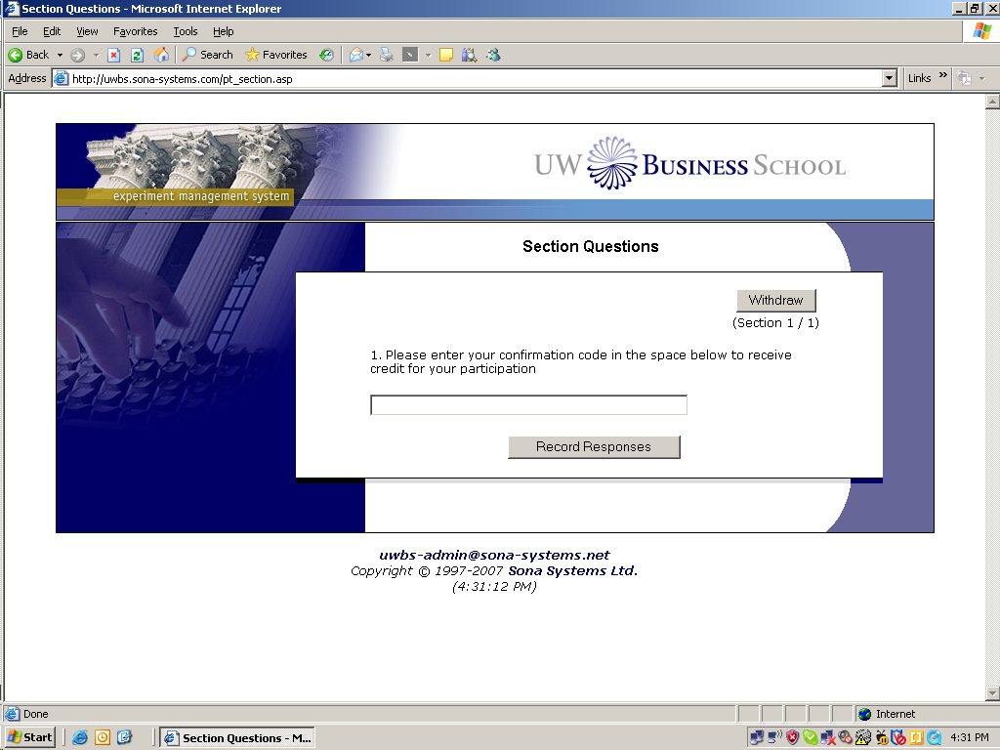 Section Questions - Microsoft Internet Explorer
File Edit View Favorites Tools Help
Back Search Favorites
Address http://uwbs.sona-systems.com/pt_section.asp Links »
UW BUSINESS SCHOOL
experiment management system
Section Questions
Withdraw
(Section 1 / 1)
1. Please enter your confirmation code in the space below to receive
credit for your participation
Record Responses
uwbs-admin@sona-systems.net
Copyright © 1997-2007 Sona Systems Ltd.
(4:31:12 PM)
Done Internet
Start Section Questions - M... 4:31 PM